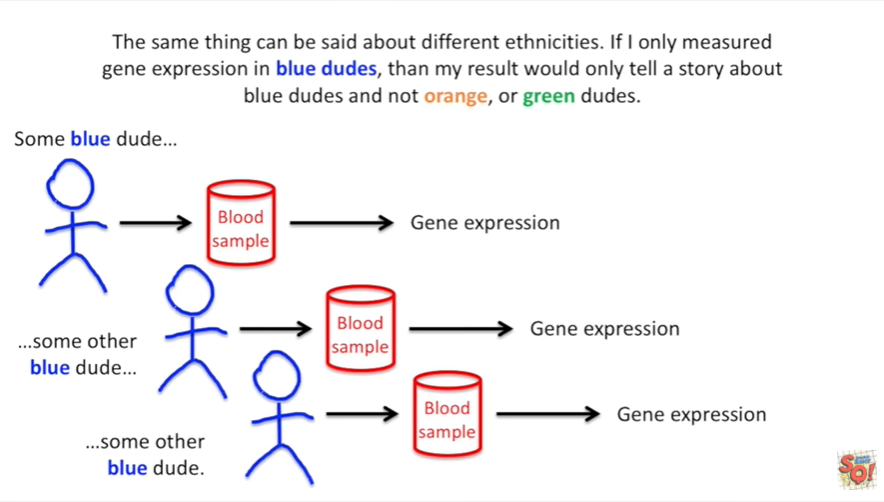 The same thing can be said about different ethnicities. If I only measured
gene expression in blue dudes, than my result would only tell a story about
blue dudes and not orange, or green dudes.
Some blue dude...
Blood
sample
Gene expression
...some other
blue dude...
Blood
sample
Gene expression
...some other
blue dude.
Blood
sample
Gene expression
SQ!